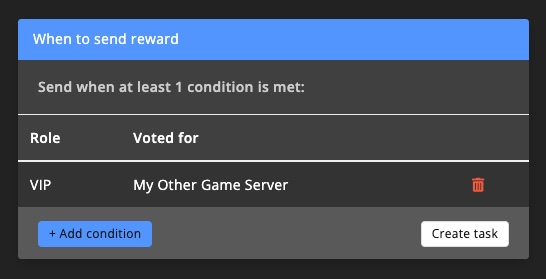 When to send reward
Send when at least 1 condition is met:
Role Voted for
VIP My Other Game Server
+ Add condition Create task